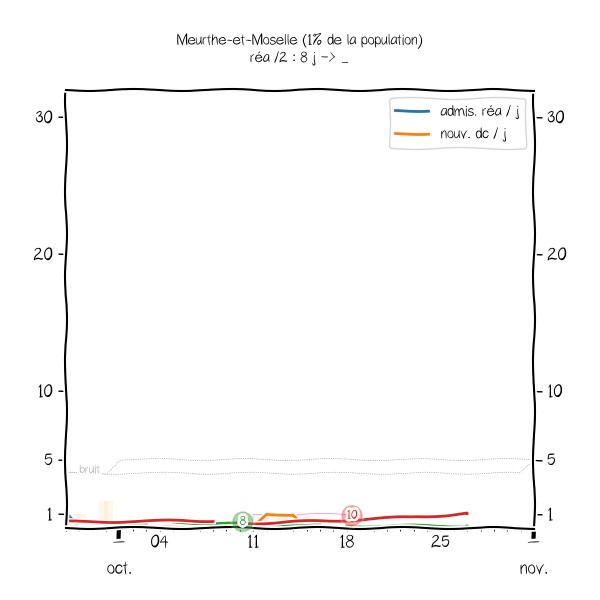 Meurthe-et-Moselle (1% de la population)
réa /2 : 8 j -> _
admis. réa / j
nouv. dc / j
30 30
20 20
10 10
5 5
bruit
1 1
8 10
04 11 18 25
oct. nov.